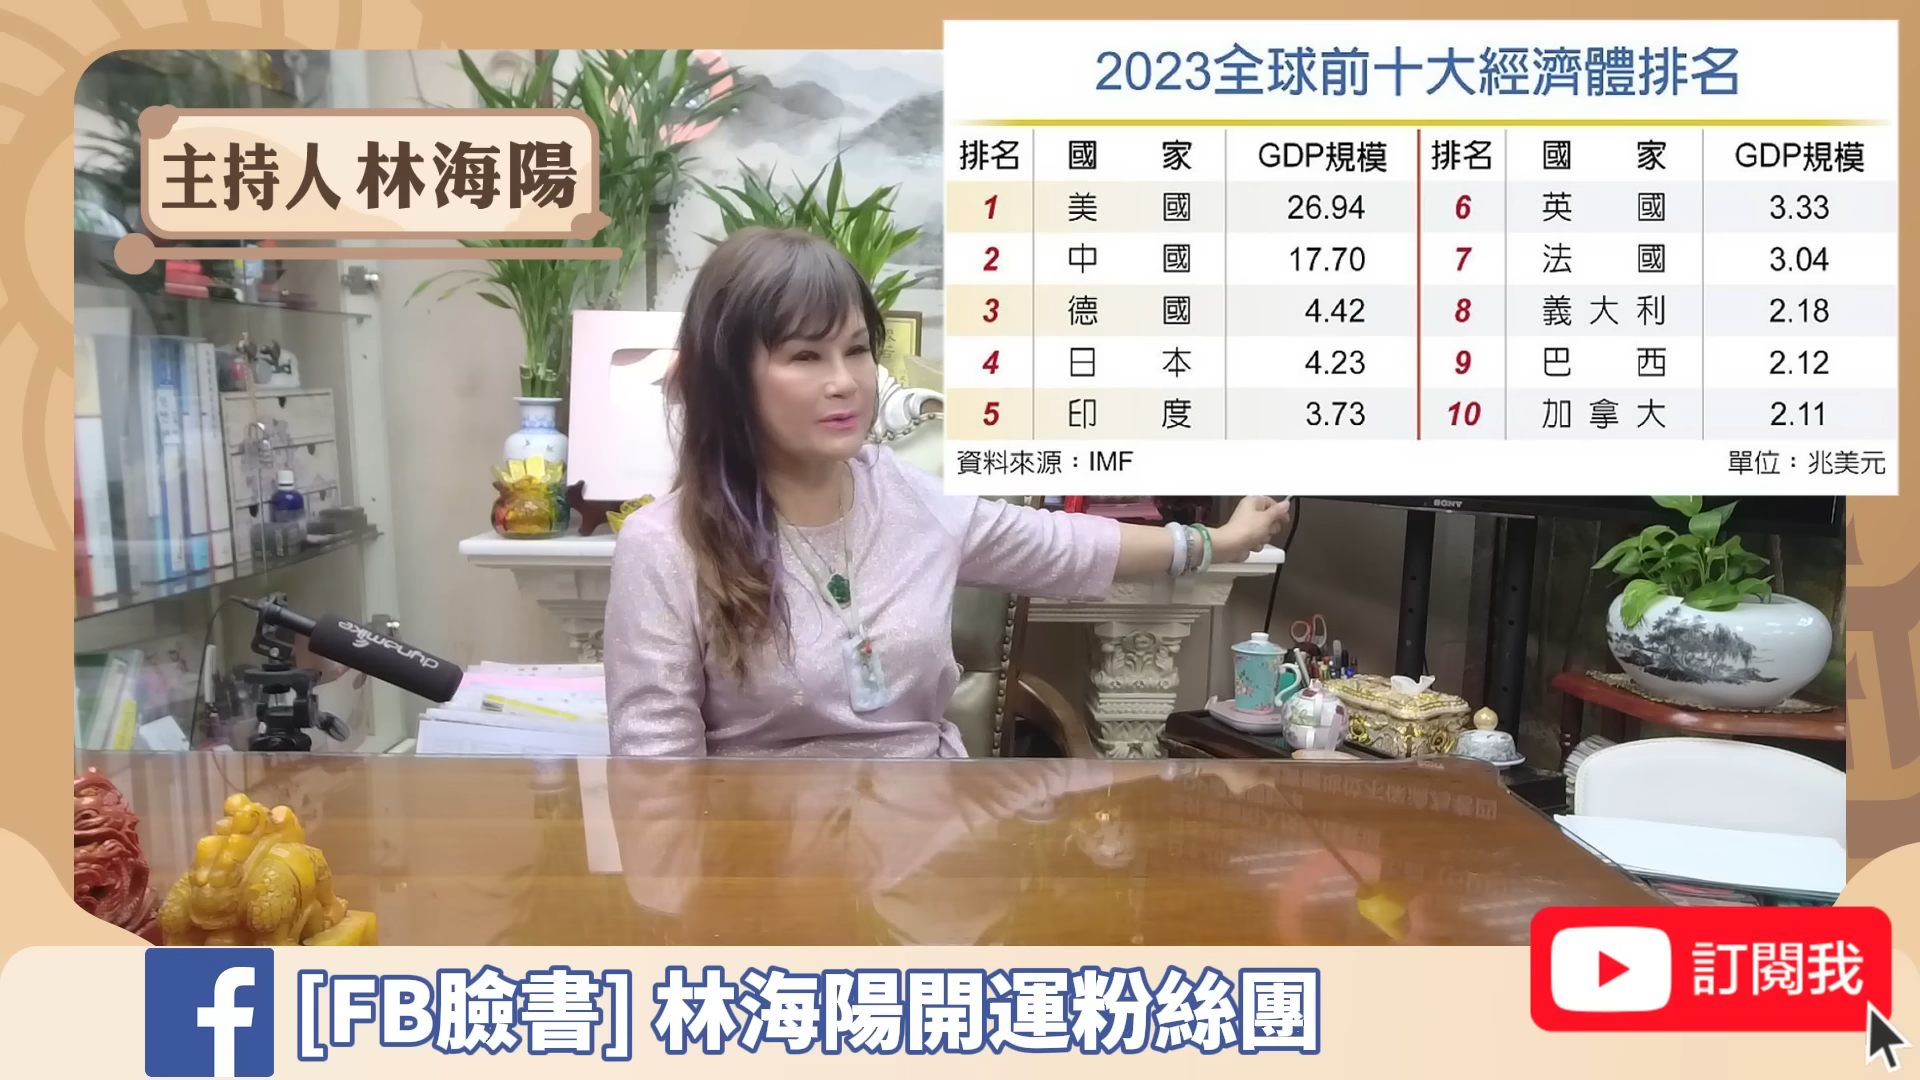 主持人 林海陽
2023全球前十大經濟體排名
排名 國家 GDP規模 排名 國家 GDP規模
1 美國 26.94 6 英國 3.33
2 中國 17.70 7 法國 3.04
3 德國 4.42 8 義大利 2.18
4 日本 4.23 9 巴西 2.12
5 印度 3.73 10 加拿大 2.11
資料來源：IMF 單位：兆美元
SONY
dynamike
[FB臉書] 林海陽開運粉絲團
訂閱我